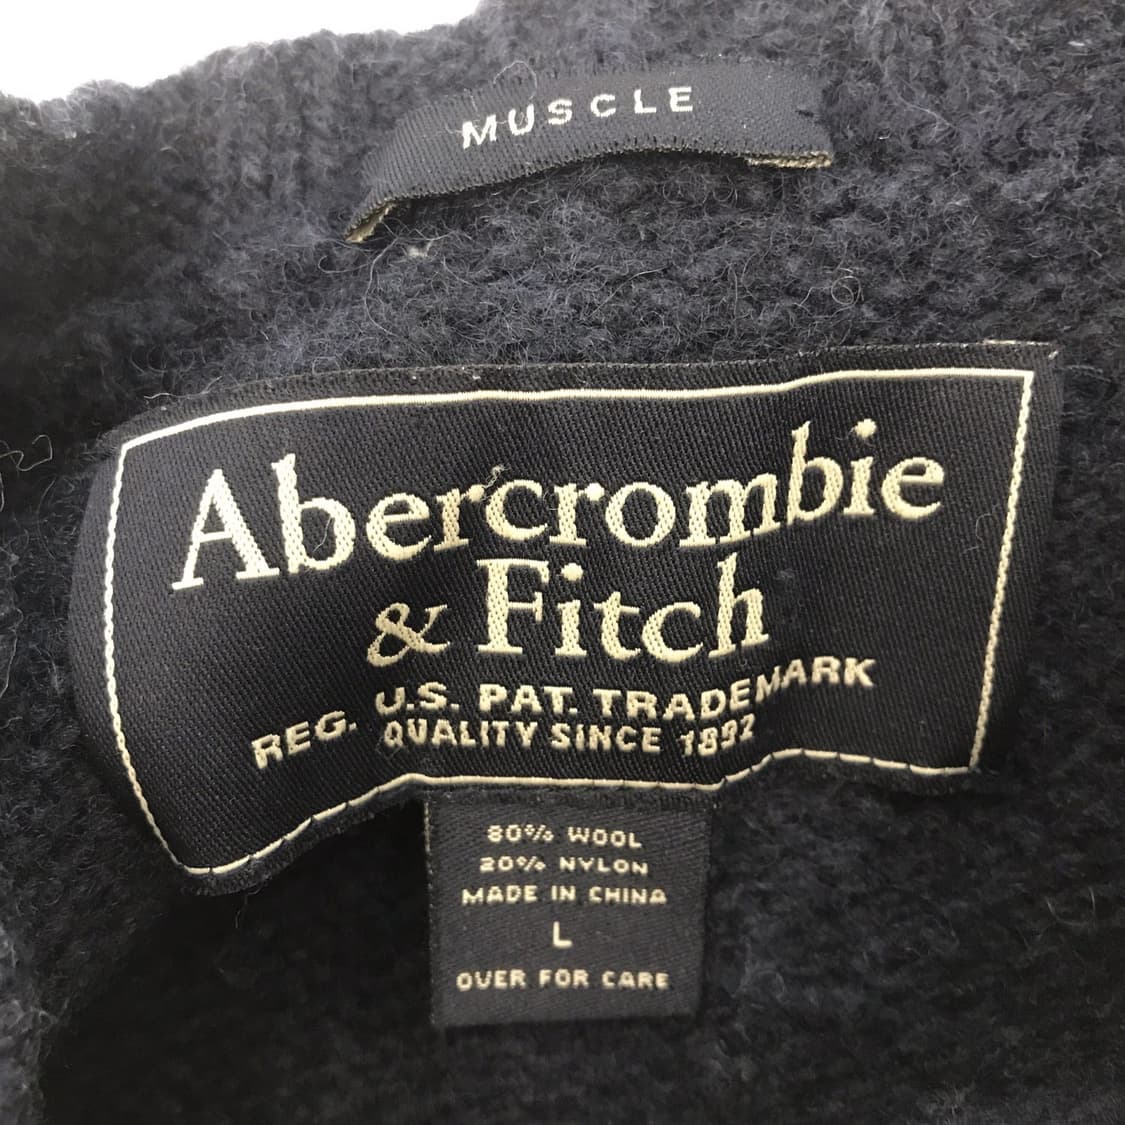 MUSCLE
Abercrombie
& Fitch
REG. U.S. PAT. TRADEMARK
QUALITY SINCE 1892
80% WOOL
20% NYLON
MADE IN CHINA
L
OVER FOR CARE